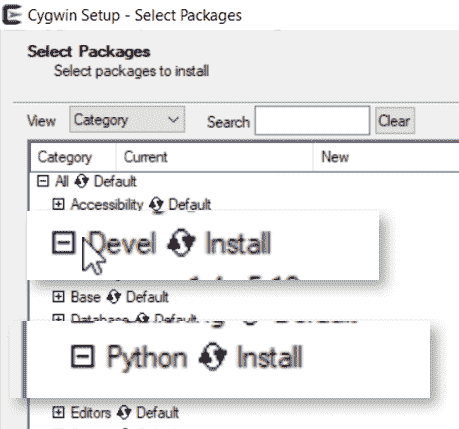 Cygwin Setup - Select Packages
Select Packages
Select packages to install
View Category Search Clear
Category Current New
All Default
Accessibility Default
Devel Install
Base Default
Database Default
Python Install
Editors Default